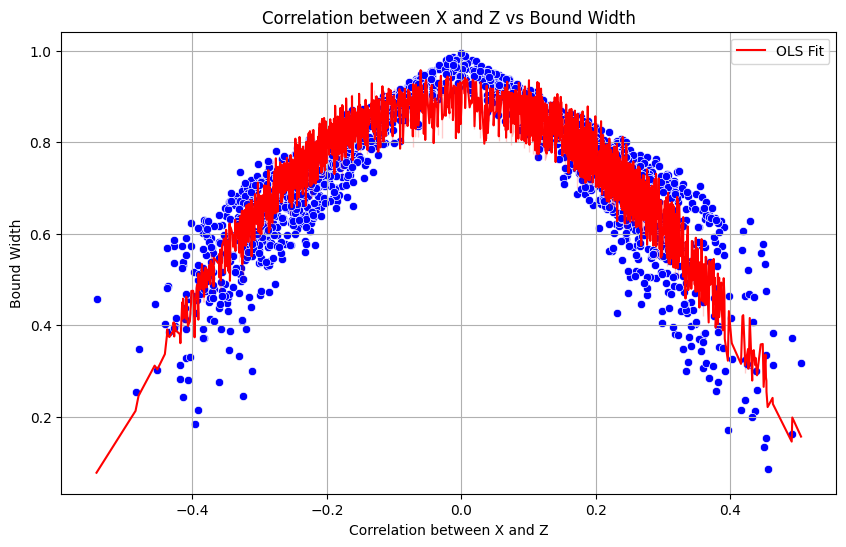 Correlation between X and Z vs Bound Width
OLS Fit
Bound Width
1.0
0.8
0.6
0.4
0.2
−0.4
−0.2
0.0
0.2
0.4
Correlation between X and Z